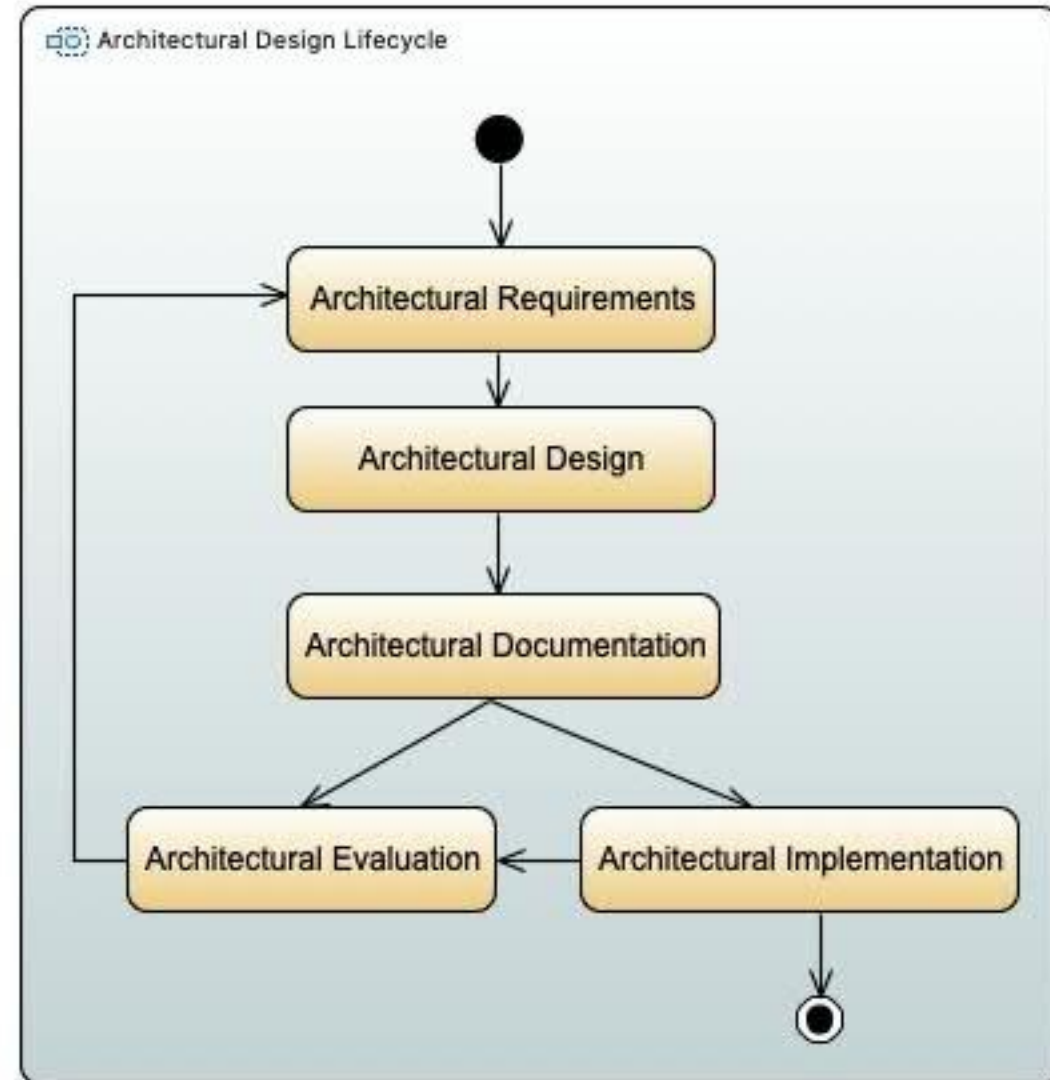 Architectural Design Lifecycle
Architectural Requirements
Architectural Design
Architectural Documentation
Architectural Evaluation
Architectural Implementation